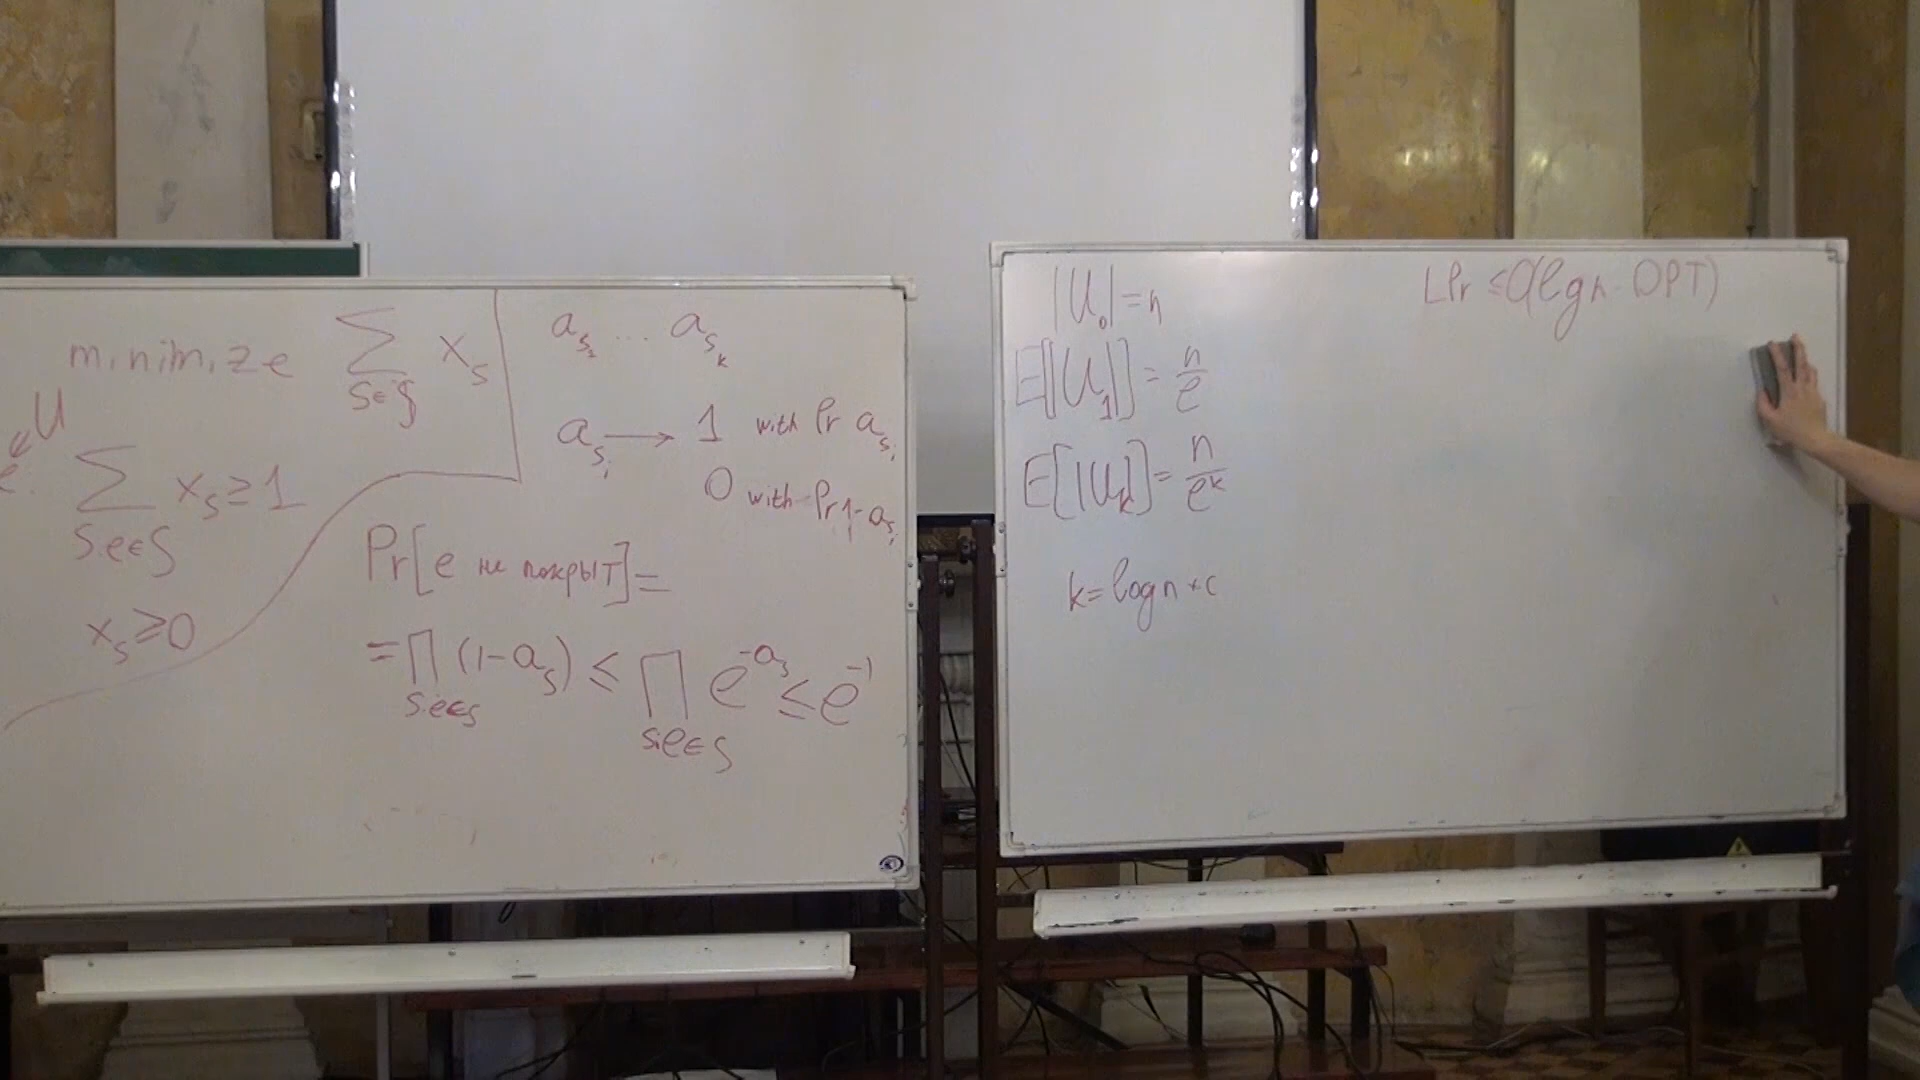 minimize ∑ x_s
S∈S
∀e∈U
∑ x_s ≥ 1
S:e∈S
x_s ≥ 0
a_{s_1} ... a_{s_k}
a_{s_i} → 1 with Pr a_{s_i}
0 with Pr 1-a_{s_i}
Pr[e не покрыт] =
= ∏ (1-a_s) ≤ ∏ e^{-a_s} ≤ e^{-1}
S:e∈S S:e∈S
|U_0| = n
E[|U_1|] = n/e
E[|U_k|] = n/e^k
k = log n + c
LPr ≤ O(log n · OPT)